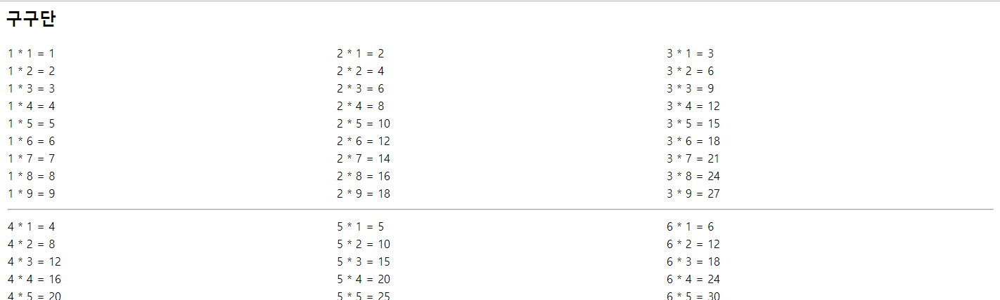 구구단
1 * 1 = 1 2 * 1 = 2 3 * 1 = 3
1 * 2 = 2 2 * 2 = 4 3 * 2 = 6
1 * 3 = 3 2 * 3 = 6 3 * 3 = 9
1 * 4 = 4 2 * 4 = 8 3 * 4 = 12
1 * 5 = 5 2 * 5 = 10 3 * 5 = 15
1 * 6 = 6 2 * 6 = 12 3 * 6 = 18
1 * 7 = 7 2 * 7 = 14 3 * 7 = 21
1 * 8 = 8 2 * 8 = 16 3 * 8 = 24
1 * 9 = 9 2 * 9 = 18 3 * 9 = 27
4 * 1 = 4 5 * 1 = 5 6 * 1 = 6
4 * 2 = 8 5 * 2 = 10 6 * 2 = 12
4 * 3 = 12 5 * 3 = 15 6 * 3 = 18
4 * 4 = 16 5 * 4 = 20 6 * 4 = 24
4 * 5 = 20 5 * 5 = 25 6 * 5 = 30